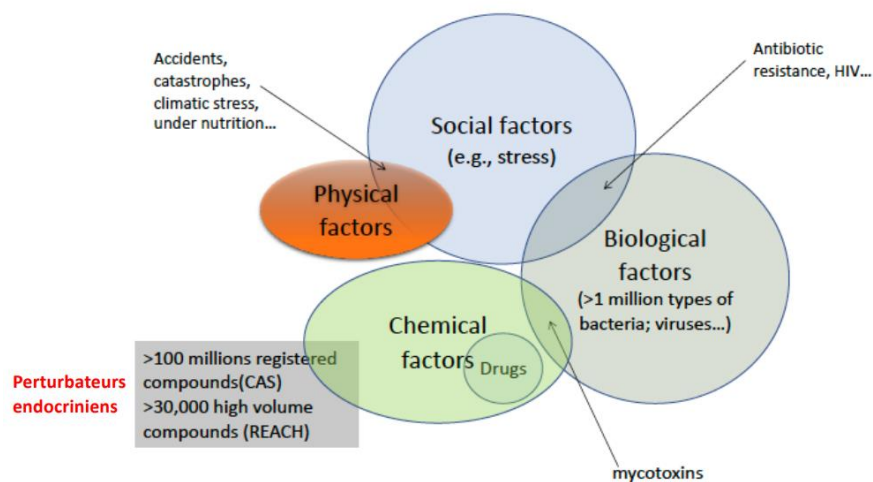 Accidents,
catastrophes,
climatic stress,
under nutrition...
Antibiotic
resistance, HIV...
Social factors
(e.g., stress)
Physical
factors
Biological
factors
(>1 million types of
bacteria; viruses...)
Chemical
factors
Drugs
Perturbateurs
endocriniens
>100 millions registered
compounds(CAS)
>30,000 high volume
compounds (REACH)
mycotoxins